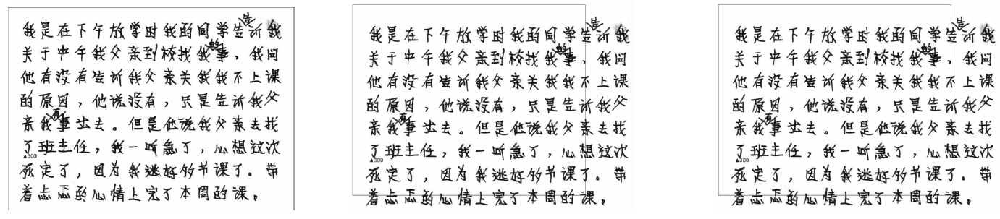 我是在下午放学时我的同学告诉我
关于中午我父亲到校找我的事，我问
他有没有告诉我父亲关我我不上课
的原因，他说没有，只是告诉我父
亲我有事出去。但是他说我父亲去找
了班主任，我一听急了，心想这次
▲300
死定了，因为我逃好多节课了。带
着忐忑的心情上完了本周的课。
我是在下午放学时我的同学告诉我
关于中午我父亲到校找我的事，我问
他有没有告诉我父亲关我我不上课
的原因，他说没有，只是告诉我父
亲我有事出去。但是他说我父亲去找
了班主任，我一听急了，心想这次
▲300
死定了，因为我逃好多节课了。带
着忐忑的心情上完了本周的课。
我是在下午放学时我的同学告诉我
关于中午我父亲到校找我的事，我问
他有没有告诉我父亲关我我不上课
的原因，他说没有，只是告诉我父
亲我有事出去。但是他说我父亲去找
了班主任，我一听急了，心想这次
▲300
死定了，因为我逃好多节课了。带
着忐忑的心情上完了本周的课。